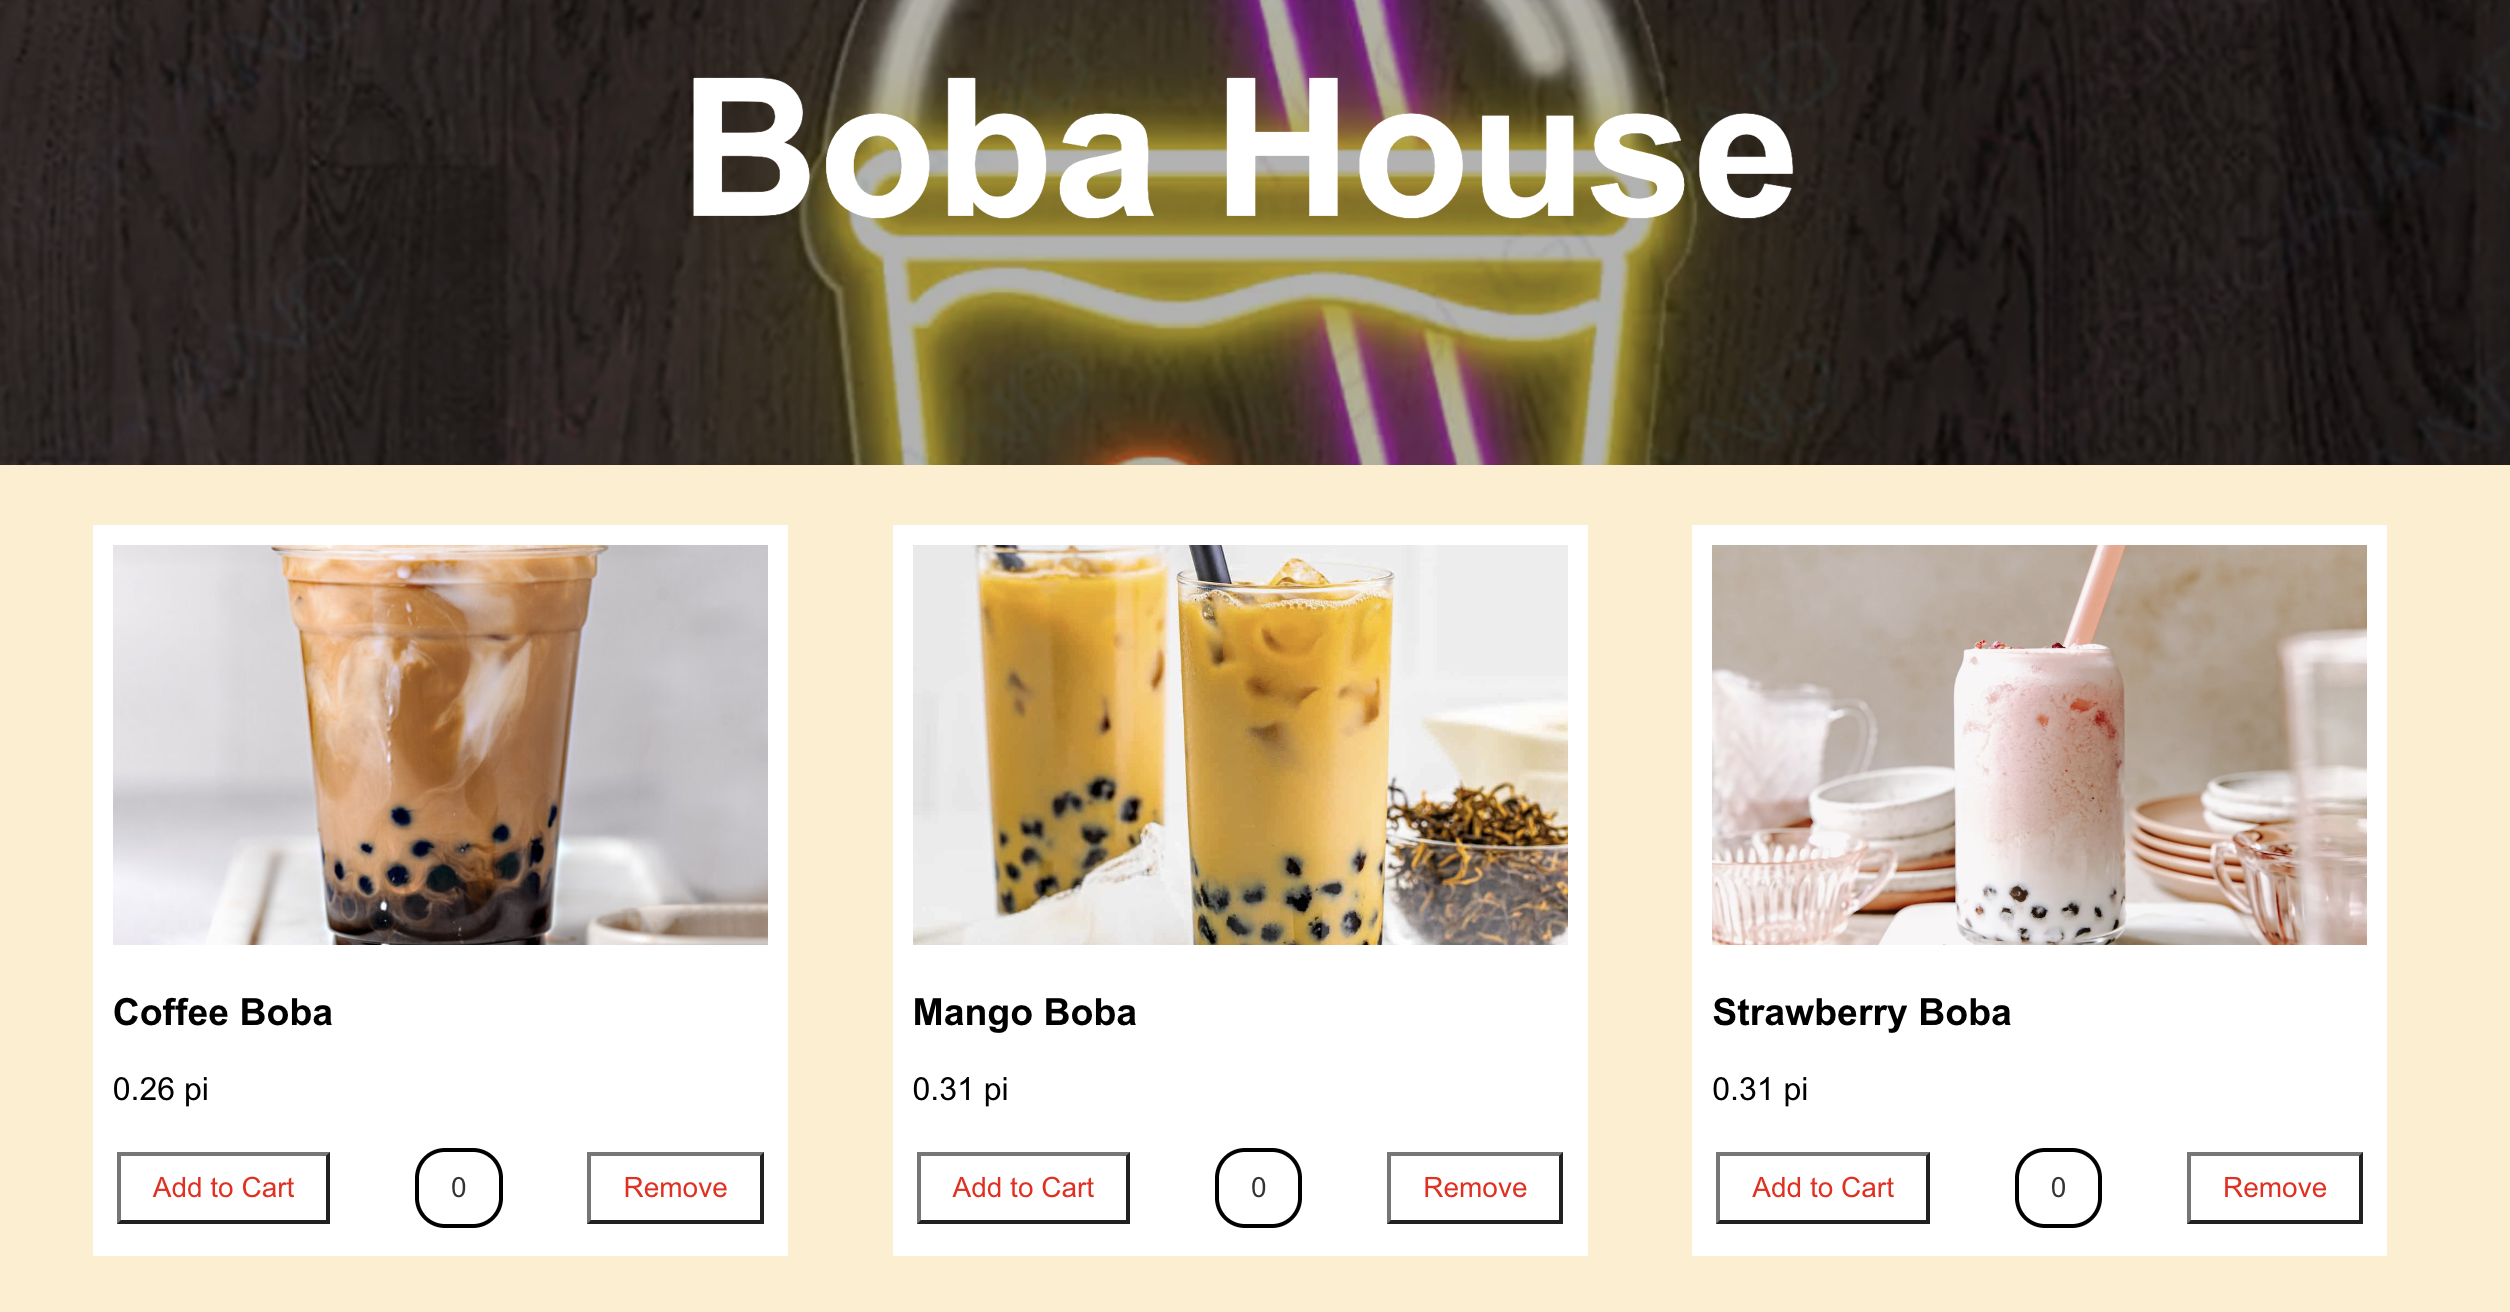 Boba House
Coffee Boba
0.26 pi
Add to Cart
0
Remove
Mango Boba
0.31 pi
Add to Cart
0
Remove
Strawberry Boba
0.31 pi
Add to Cart
0
Remove